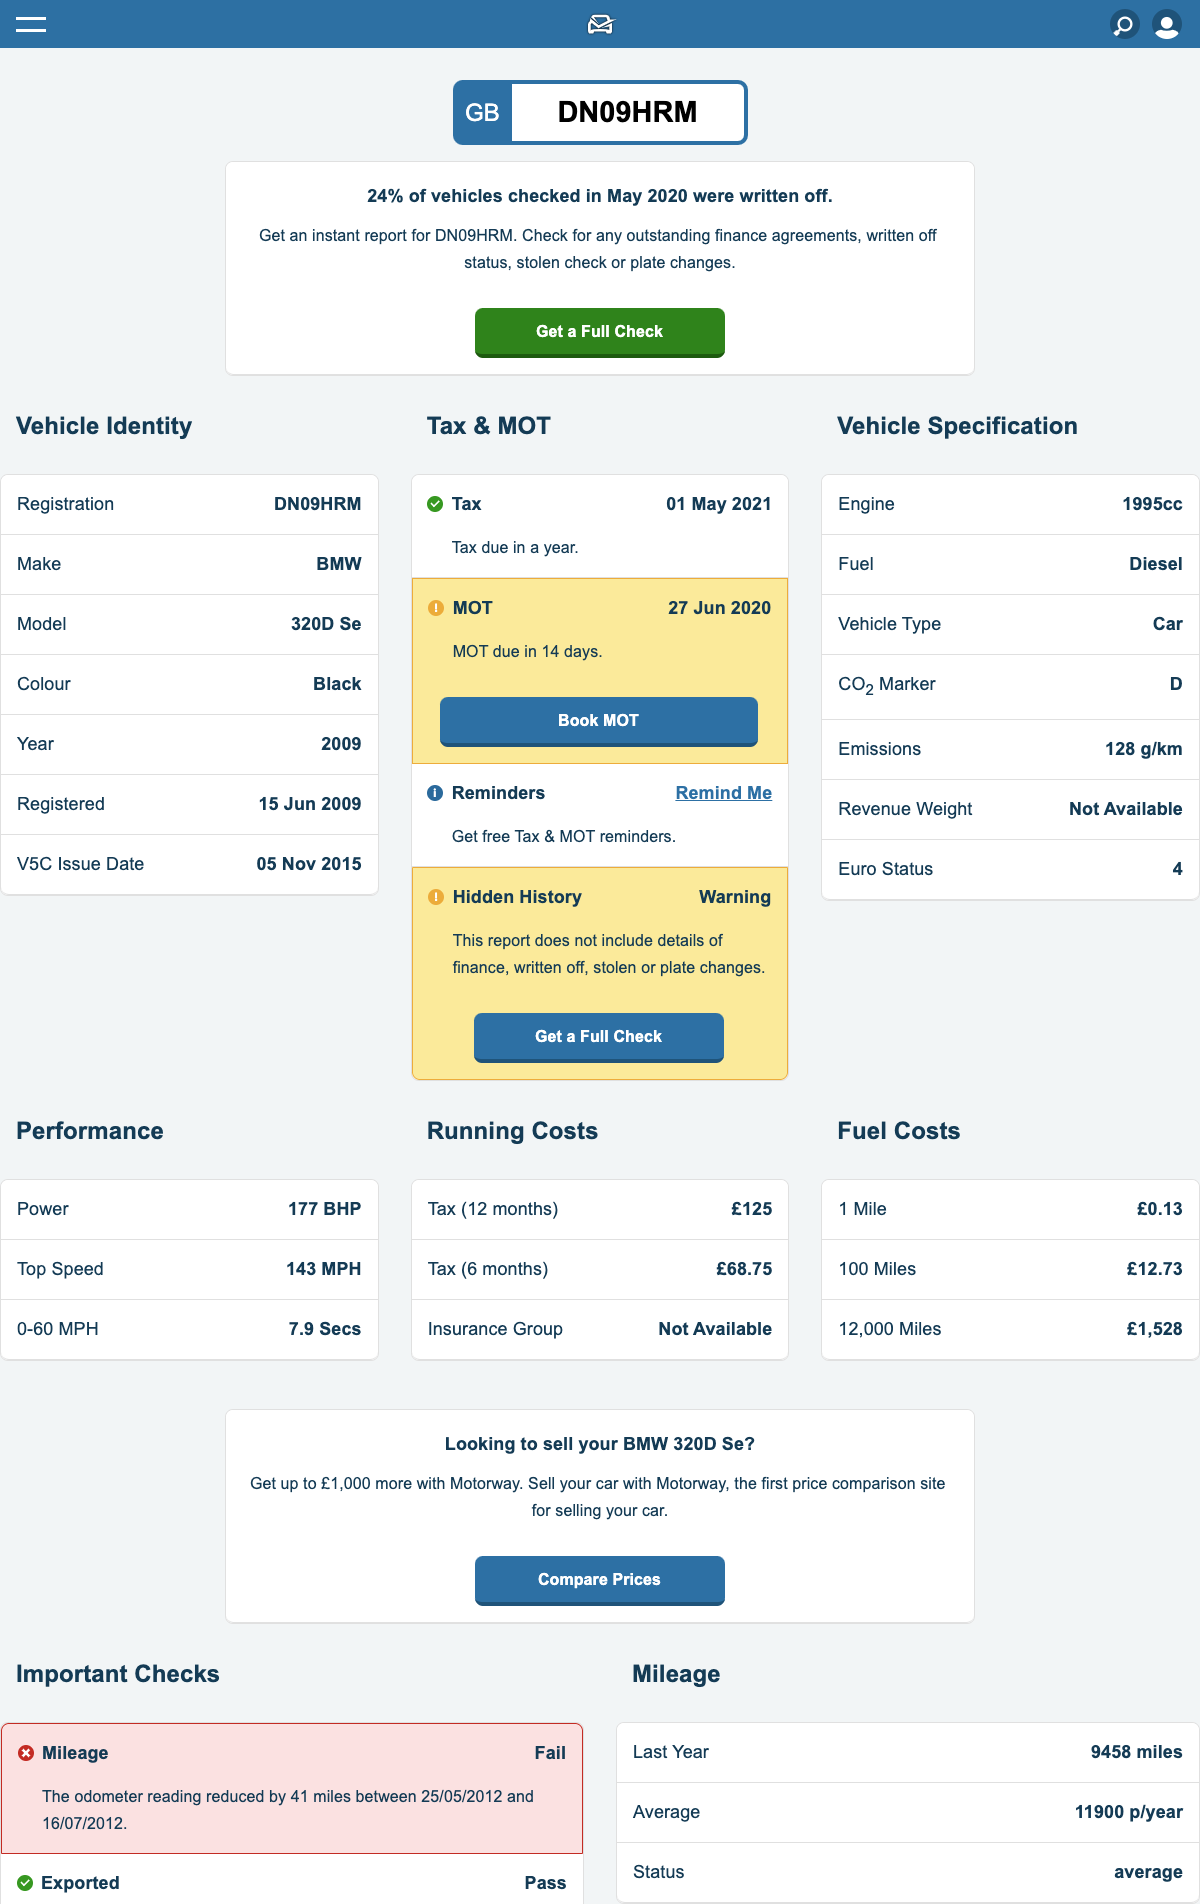 GB
DN09HRM
24% of vehicles checked in May 2020 were written off.
Get an instant report for DN09HRM. Check for any outstanding finance agreements, written off
status, stolen check or plate changes.
Get a Full Check
Vehicle Identity
Registration DN09HRM
Make BMW
Model 320D Se
Colour Black
Year 2009
Registered 15 Jun 2009
V5C Issue Date 05 Nov 2015
Tax & MOT
Tax 01 May 2021
Tax due in a year.
MOT 27 Jun 2020
MOT due in 14 days.
Book MOT
Reminders Remind Me
Get free Tax & MOT reminders.
Hidden History Warning
This report does not include details of
finance, written off, stolen or plate changes.
Get a Full Check
Vehicle Specification
Engine 1995cc
Fuel Diesel
Vehicle Type Car
CO2 Marker D
Emissions 128 g/km
Revenue Weight Not Available
Euro Status 4
Performance
Power 177 BHP
Top Speed 143 MPH
0-60 MPH 7.9 Secs
Running Costs
Tax (12 months) £125
Tax (6 months) £68.75
Insurance Group Not Available
Fuel Costs
1 Mile £0.13
100 Miles £12.73
12,000 Miles £1,528
Looking to sell your BMW 320D Se?
Get up to £1,000 more with Motorway. Sell your car with Motorway, the first price comparison site
for selling your car.
Compare Prices
Important Checks
Mileage Fail
The odometer reading reduced by 41 miles between 25/05/2012 and
16/07/2012.
Exported Pass
Mileage
Last Year 9458 miles
Average 11900 p/year
Status average